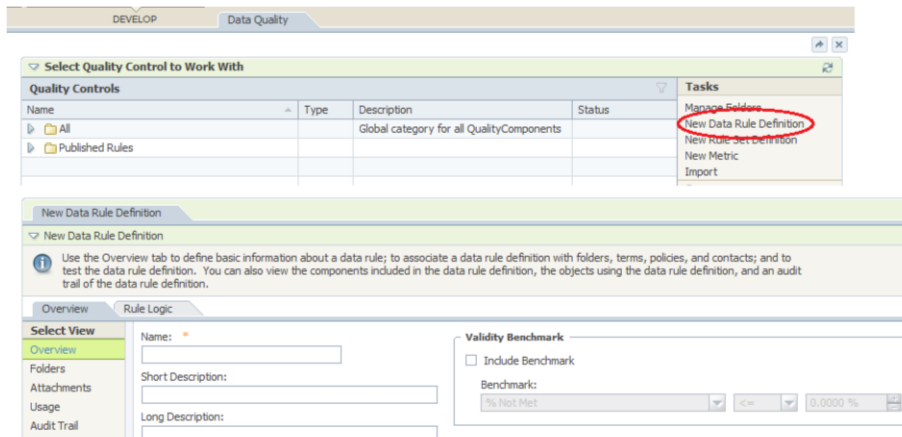 DEVELOP
Data Quality
Select Quality Control to Work With
Quality Controls
Name Type Description Status
All Global category for all QualityComponents
Published Rules
Tasks
Manage Folders
New Data Rule Definition
New Rule Set Definition
New Metric
Import
New Data Rule Definition
New Data Rule Definition
Use the Overview tab to define basic information about a data rule; to associate a data rule definition with folders, terms, policies, and contacts; and to
test the data rule definition. You can also view the components included in the data rule definition, the objects using the data rule definition, and an audit
trail of the data rule definition.
Overview Rule Logic
Select View
Overview
Folders
Attachments
Usage
Audit Trail
Name: *
Short Description:
Long Description:
Validity Benchmark
Include Benchmark
Benchmark:
% Not Met <= 0.0000 %